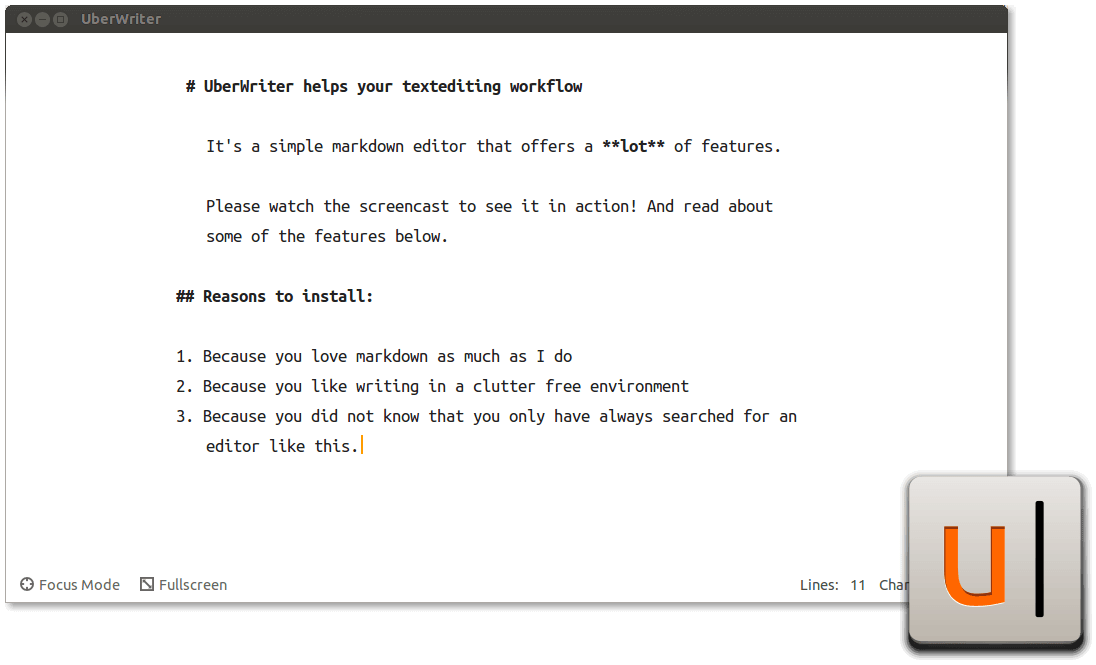 UberWriter
# UberWriter helps your textediting workflow
It's a simple markdown editor that offers a **lot** of features.
Please watch the screencast to see it in action! And read about
some of the features below.
## Reasons to install:
1. Because you love markdown as much as I do
2. Because you like writing in a clutter free environment
3. Because you did not know that you only have always searched for an
editor like this.
Focus Mode Fullscreen Lines: 11 Char
u